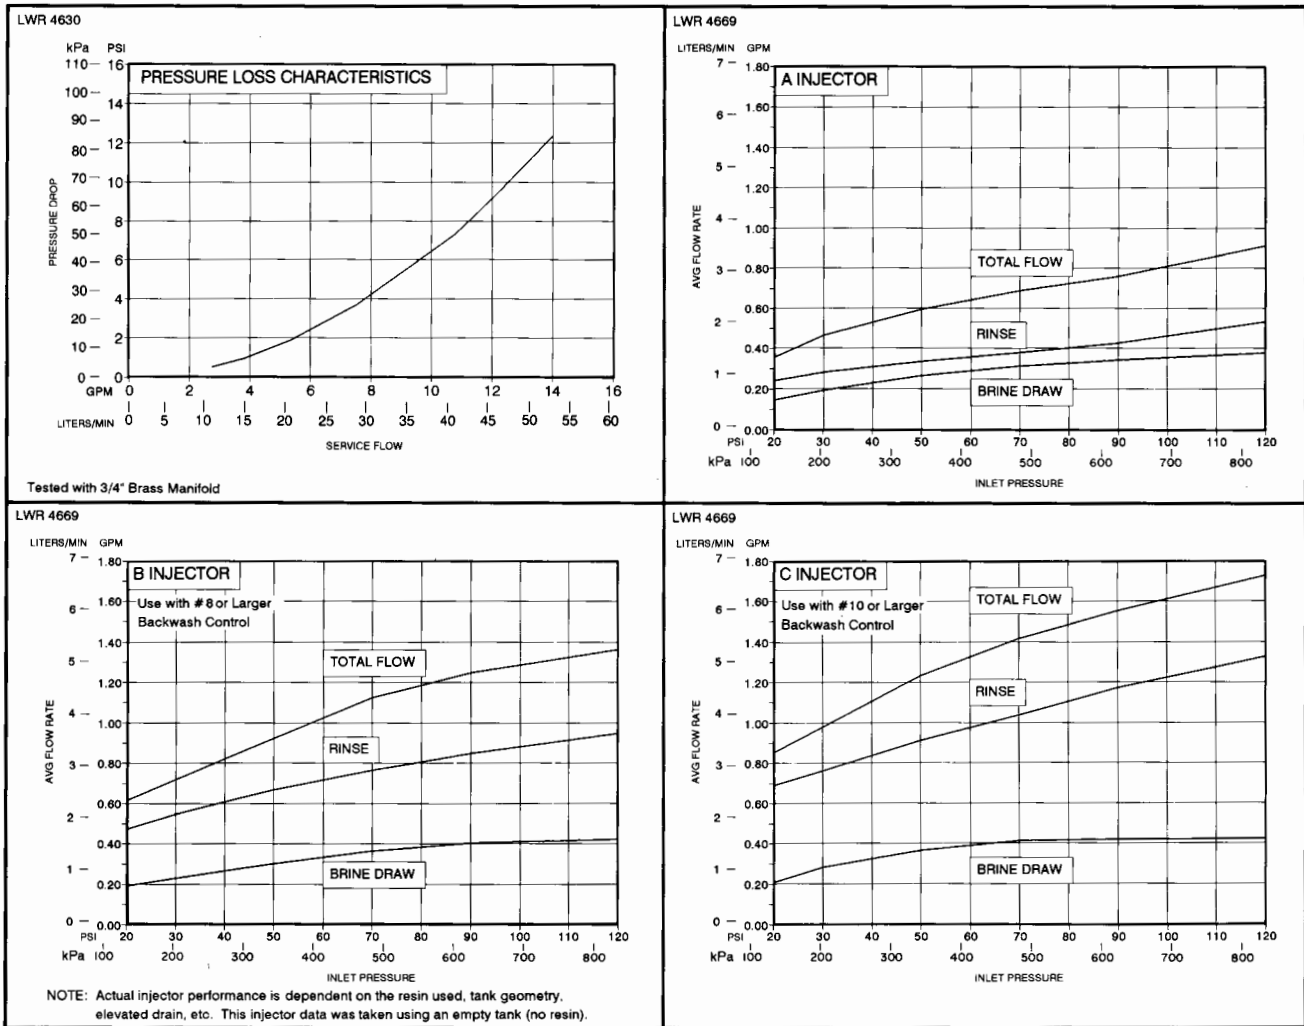 LWR 4630
kPa PSI
PRESSURE LOSS CHARACTERISTICS
110 16
100 14
90
80 12
70 10
60 8
50
40 6
30 4
20
10 2
0 0
PRESSURE DROP
0 2 4 6 8 10 12 14 16
GPM
LITERS/MIN 0 5 10 15 20 25 30 35 40 45 50 55 60
SERVICE FLOW
Tested with 3/4" Brass Manifold
LWR 4669
LITERS/MIN GPM
A INJECTOR
7 1.80
6 1.60
1.40
5 1.20
4 1.00
3 0.80
0.60
2 0.40
1 0.20
0 0.00
AVG FLOW RATE
TOTAL FLOW
RINSE
BRINE DRAW
20 30 40 50 60 70 80 90 100 110 120
PSI
kPa 100 200 300 400 500 600 700 800
INLET PRESSURE
LWR 4669
LITERS/MIN GPM
B INJECTOR
Use with #8 or Larger
Backwash Control
7 1.80
6 1.60
1.40
5 1.20
4 1.00
3 0.80
0.60
2 0.40
1 0.20
0 0.00
AVG FLOW RATE
TOTAL FLOW
RINSE
BRINE DRAW
20 30 40 50 60 70 80 90 100 110 120
PSI
kPa 100 200 300 400 500 600 700 800
INLET PRESSURE
NOTE: Actual injector performance is dependent on the resin used, tank geometry,
elevated drain, etc. This injector data was taken using an empty tank (no resin).
LWR 4669
LITERS/MIN GPM
C INJECTOR
Use with #10 or Larger
Backwash Control
7 1.80
6 1.60
1.40
5 1.20
4 1.00
3 0.80
0.60
2 0.40
1 0.20
0 0.00
AVG FLOW RATE
TOTAL FLOW
RINSE
BRINE DRAW
20 30 40 50 60 70 80 90 100 110 120
PSI
kPa 100 200 300 400 500 600 700 800
INLET PRESSURE